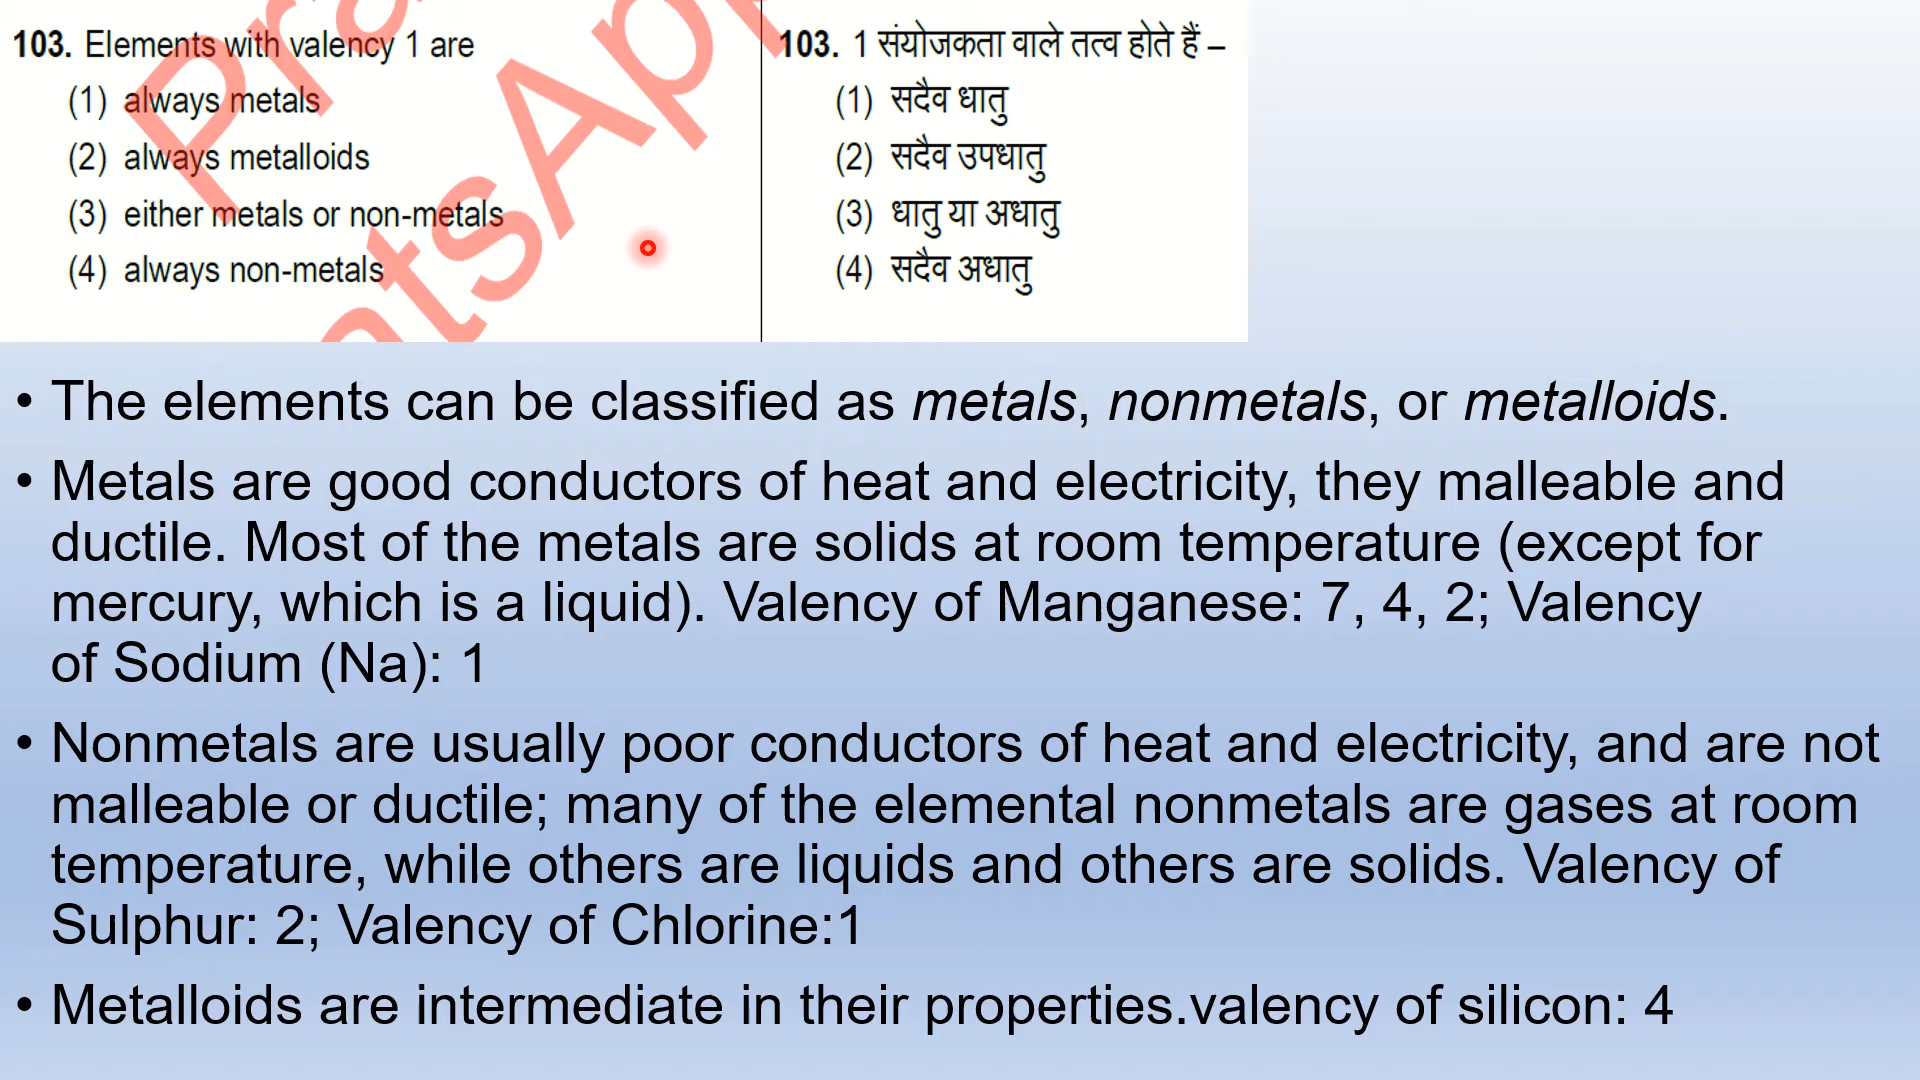 103. Elements with valency 1 are
(1) always metals
(2) always metalloids
(3) either metals or non-metals
(4) always non-metals
103. 1 संयोजकता वाले तत्व होते हैं –
(1) सदैव धातु
(2) सदैव उपधातु
(3) धातु या अधातु
(4) सदैव अधातु
• The elements can be classified as metals, nonmetals, or metalloids.
• Metals are good conductors of heat and electricity, they malleable and
ductile. Most of the metals are solids at room temperature (except for
mercury, which is a liquid). Valency of Manganese: 7, 4, 2; Valency
of Sodium (Na): 1
• Nonmetals are usually poor conductors of heat and electricity, and are not
malleable or ductile; many of the elemental nonmetals are gases at room
temperature, while others are liquids and others are solids. Valency of
Sulphur: 2; Valency of Chlorine:1
• Metalloids are intermediate in their properties.valency of silicon: 4